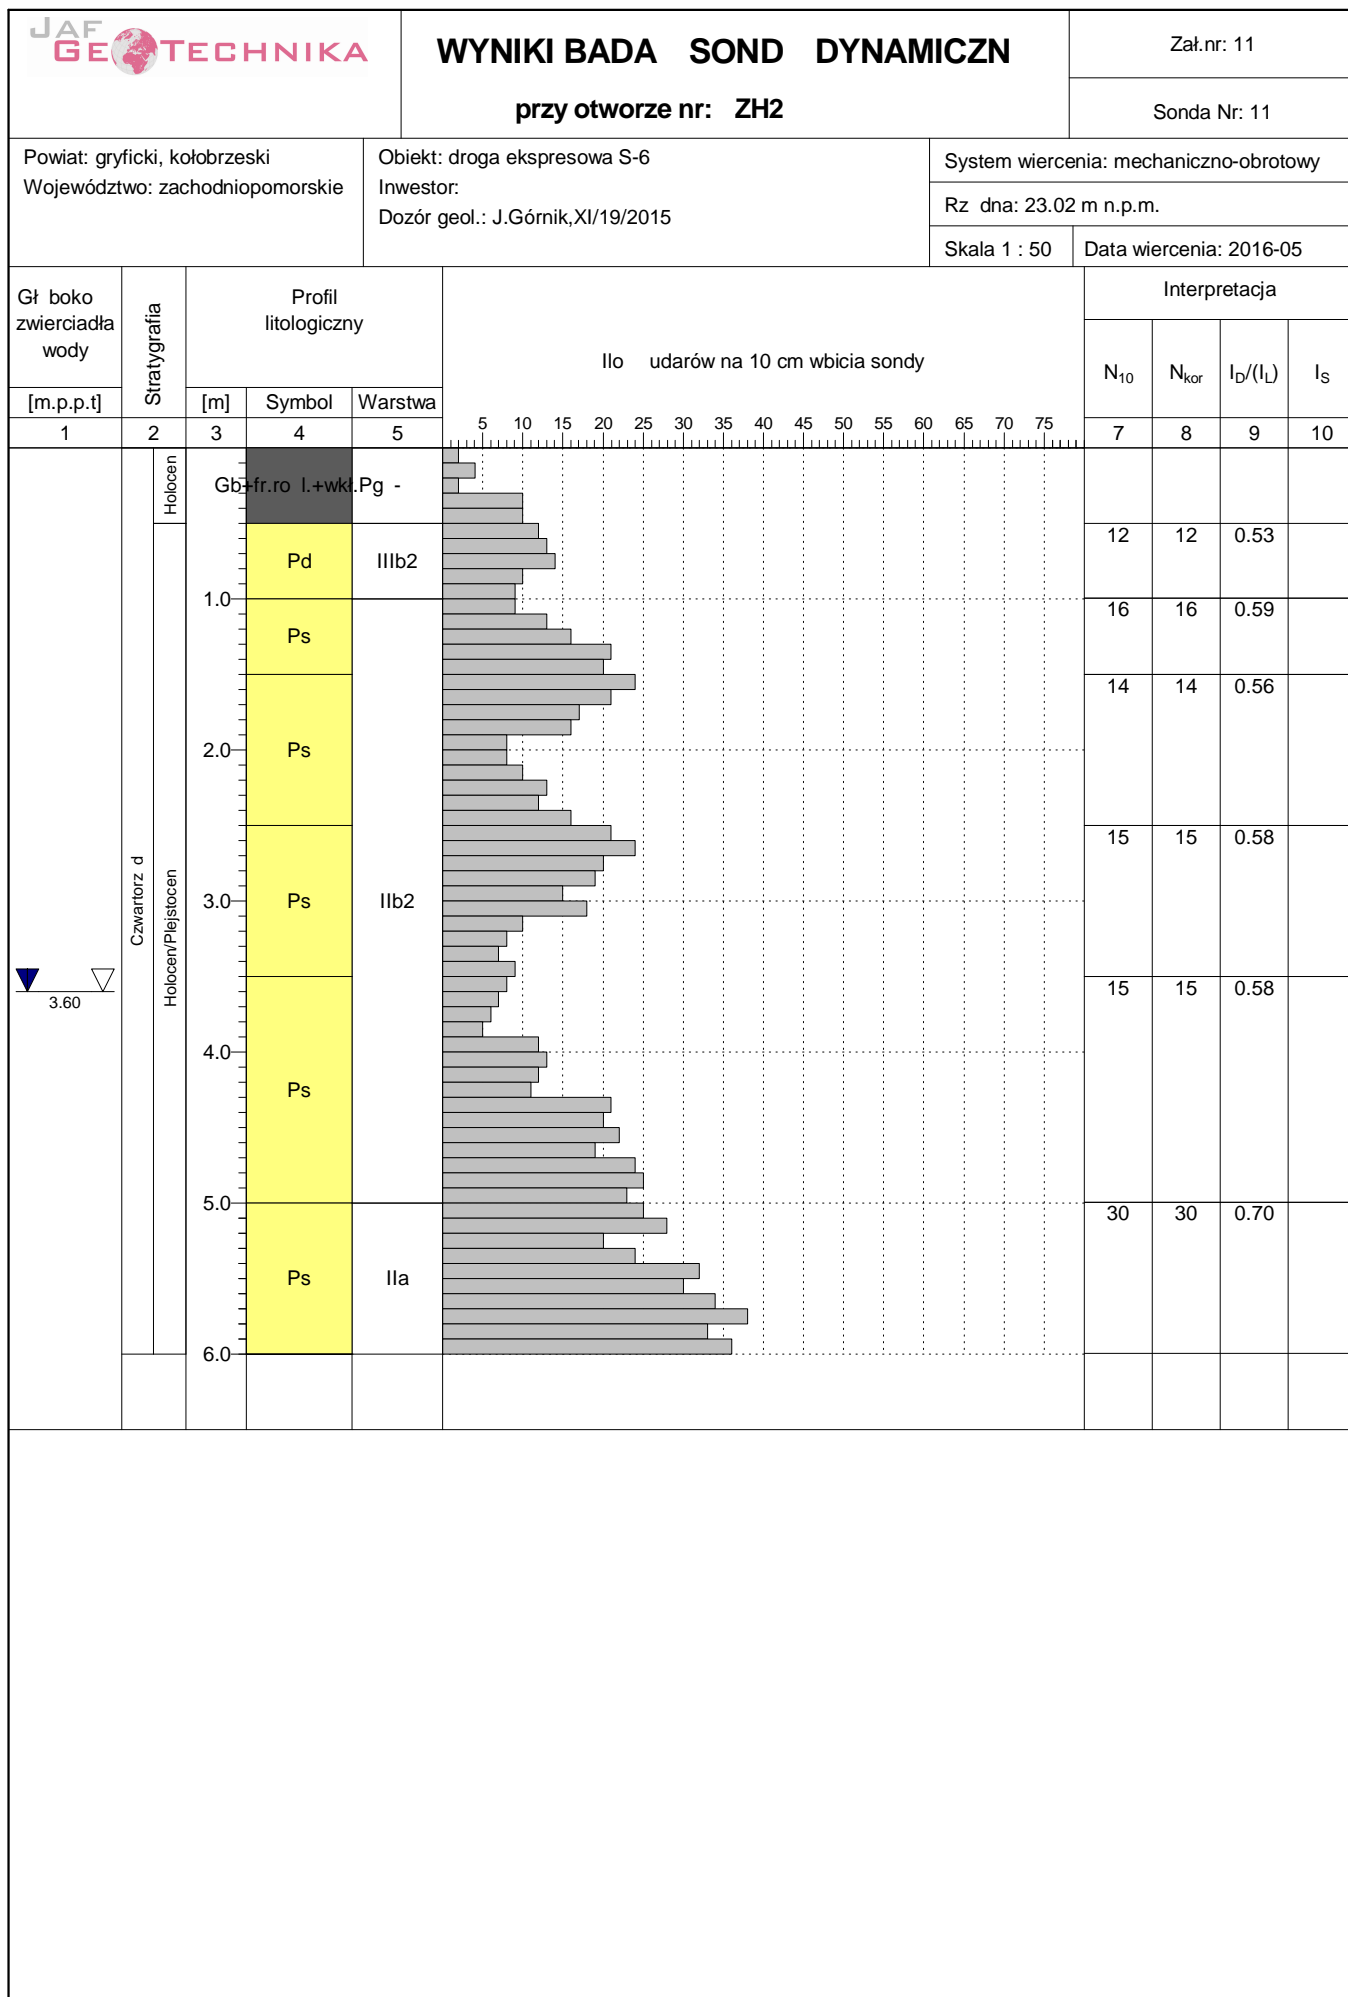 JAF
GEOTECHNIKA
WYNIKI BADA SOND DYNAMICZN
przy otworze nr: ZH2
Zał.nr: 11
Sonda Nr: 11
Powiat: gryficki, kołobrzeski
Województwo: zachodniopomorskie
Obiekt: droga ekspresowa S-6
Inwestor:
Dozór geol.: J.Górnik,XI/19/2015
System wiercenia: mechaniczno-obrotowy
Rz dna: 23.02 m n.p.m.
Skala 1 : 50
Data wiercenia: 2016-05
Gł boko
zwierciadła
wody
[m.p.p.t]
Stratygrafia
Profil
litologiczny
[m] Symbol Warstwa
Ilo udarów na 10 cm wbicia sondy
Interpretacja
N10 Nkor ID/(IL) IS
5 10 15 20 25 30 35 40 45 50 55 60 65 70 75
1 2 3 4 5 7 8 9 10
Holocen
Gb+fr.ro l.+wkł.Pg -
Pd IIIb2 12 12 0.53
1.0
Ps 16 16 0.59
14 14 0.56
2.0 Ps
15 15 0.58
Czwartorz d
Holocen/Plejstocen
3.0 Ps IIb2
3.60
15 15 0.58
4.0
Ps
5.0
30 30 0.70
Ps IIa
6.0